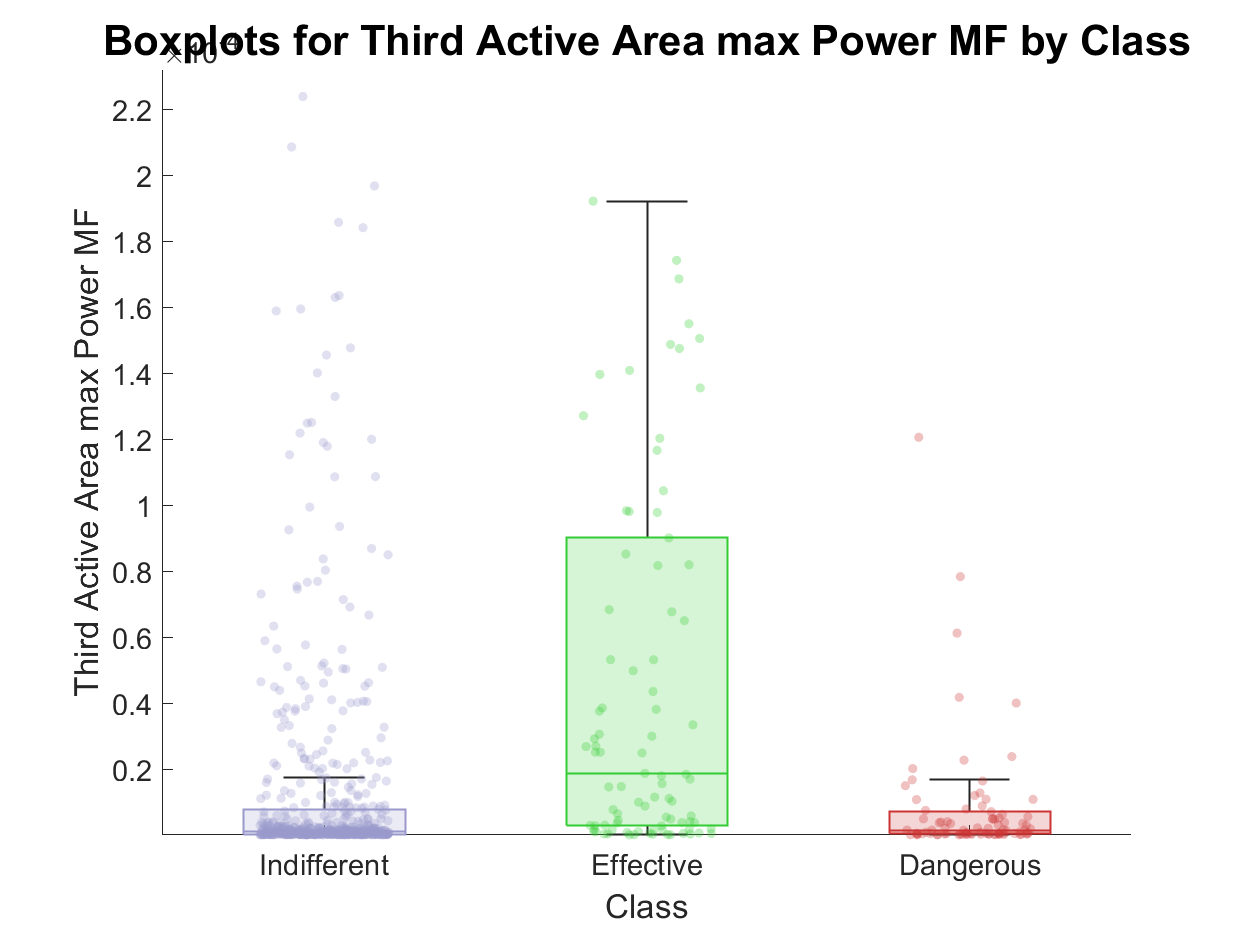 Boxplots for Third Active Area max Power MF by Class
2.2
2
1.8
1.6
1.4
1.2
1
0.8
0.6
0.4
0.2
Third Active Area max Power MF
Indifferent
Effective
Dangerous
Class